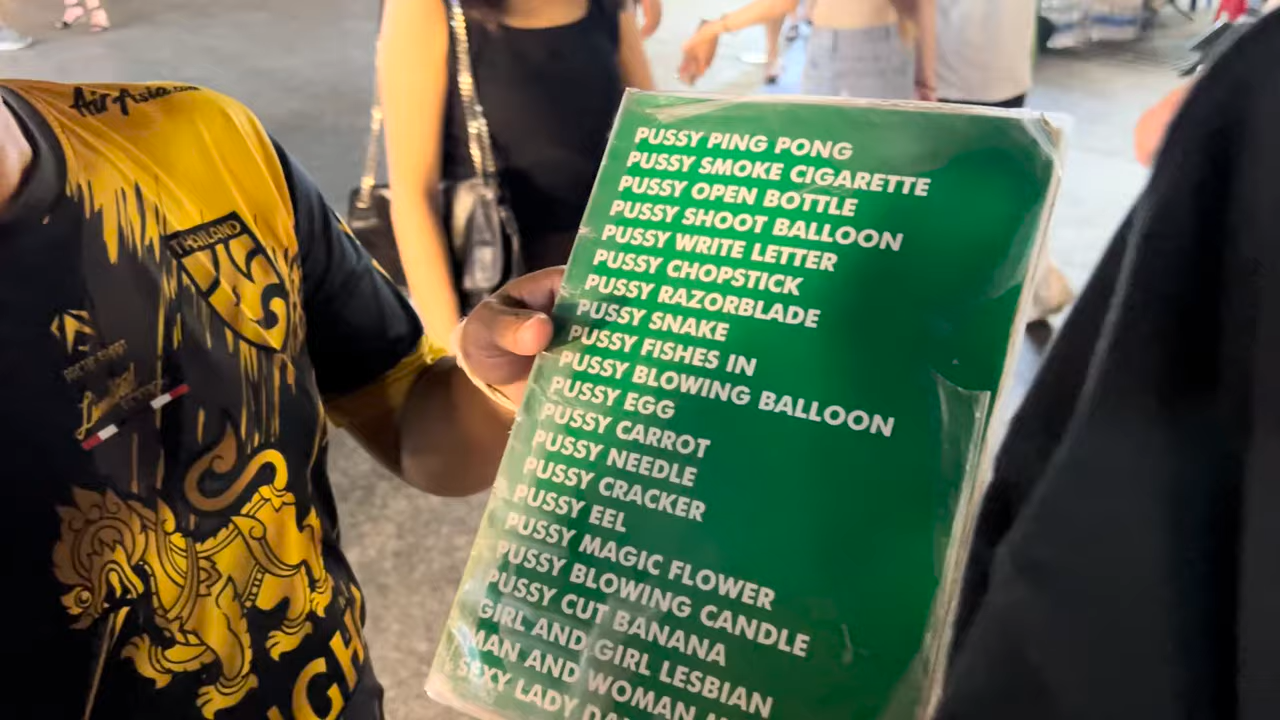 AirAsia.com
THAILAND
PUSSY PING PONG
PUSSY SMOKE CIGARETTE
PUSSY OPEN BOTTLE
PUSSY SHOOT BALLOON
PUSSY WRITE LETTER
PUSSY CHOPSTICK
PUSSY RAZORBLADE
PUSSY SNAKE
PUSSY FISHES IN
PUSSY BLOWING BALLOON
PUSSY EGG
PUSSY CARROT
PUSSY NEEDLE
PUSSY CRACKER
PUSSY EEL
PUSSY MAGIC FLOWER
PUSSY BLOWING CANDLE
PUSSY CUT BANANA
GIRL AND GIRL LESBIAN
MAN AND WOMAN
SEXY LADY